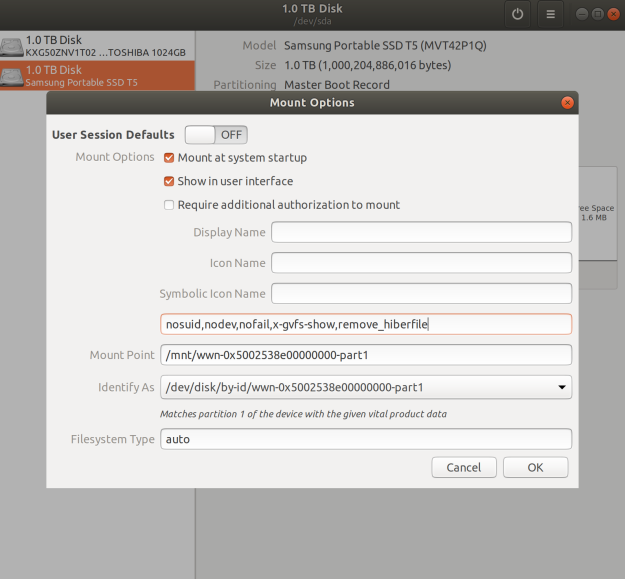 1.0 TB Disk
/dev/sda
1.0 TB Disk
KXG50ZNV1T02 ...TOSHIBA 1024GB
1.0 TB Disk
Samsung Portable SSD T5
Model Samsung Portable SSD T5 (MVT42P1Q)
Size 1.0 TB (1,000,204,886,016 bytes)
Partitioning Master Boot Record
ree Space
1.6 MB
Mount Options
User Session Defaults OFF
Mount Options Mount at system startup
Show in user interface
Require additional authorization to mount
Display Name
Icon Name
Symbolic Icon Name
nosuid,nodev,nofail,x-gvfs-show,remove_hiberfile
Mount Point /mnt/wwn-0x5002538e00000000-part1
Identify As /dev/disk/by-id/wwn-0x5002538e00000000-part1
Matches partition 1 of the device with the given vital product data
Filesystem Type auto
Cancel OK